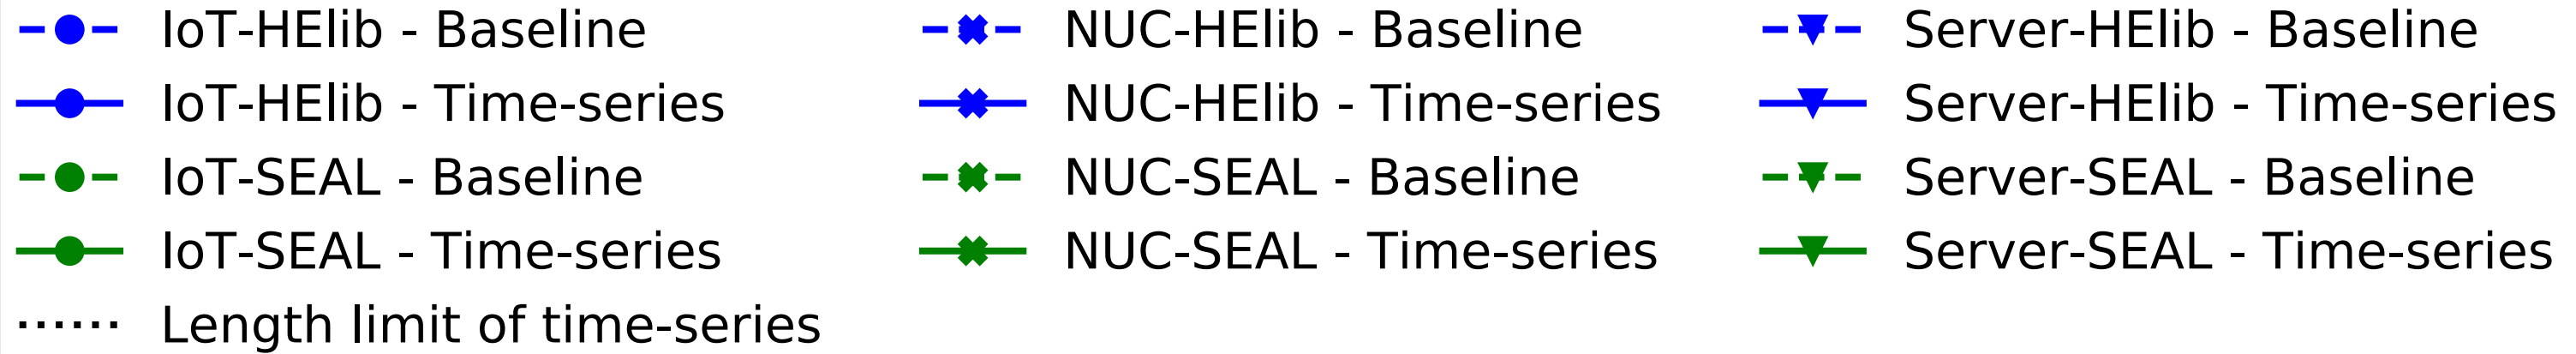 IoT-HElib - Baseline
NUC-HElib - Baseline
Server-HElib - Baseline
IoT-HElib - Time-series
NUC-HElib - Time-series
Server-HElib - Time-series
IoT-SEAL - Baseline
NUC-SEAL - Baseline
Server-SEAL - Baseline
IoT-SEAL - Time-series
NUC-SEAL - Time-series
Server-SEAL - Time-series
Length limit of time-series